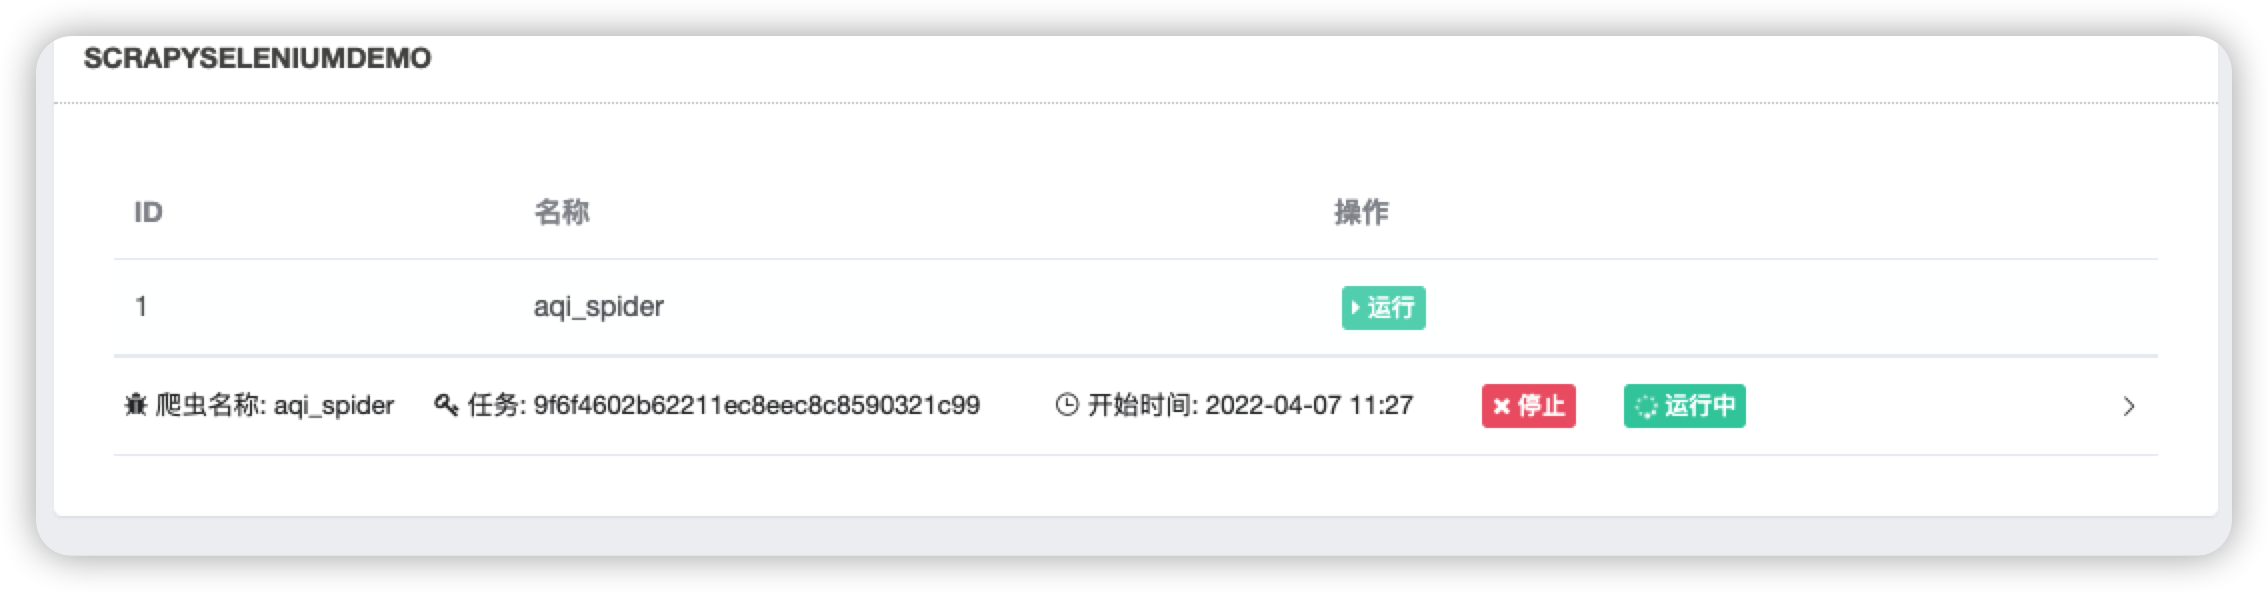 SCRAPYSELENIUMDEMO
ID 名称 操作
1 aqi_spider 运行
爬虫名称: aqi_spider 任务: 9f6f4602b62211ec8eec8c8590321c99 开始时间: 2022-04-07 11:27 停止 运行中